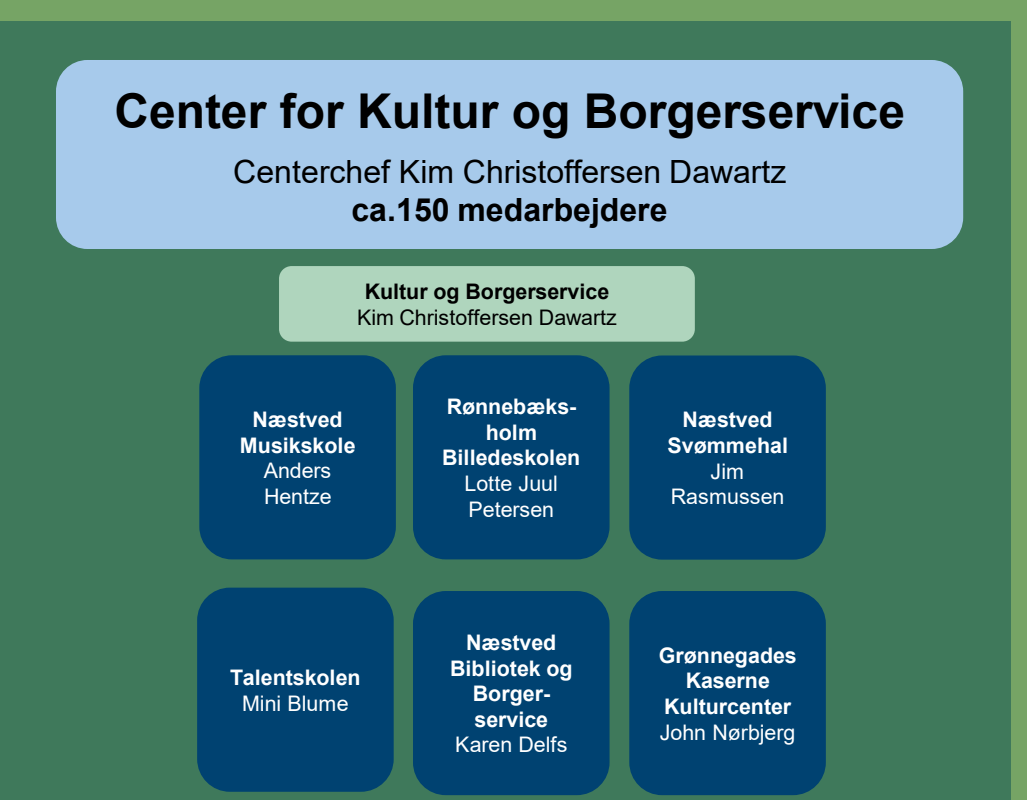 Center for Kultur og Borgerservice
Centerchef Kim Christoffersen Dawartz
ca.150 medarbejdere
Kultur og Borgerservice
Kim Christoffersen Dawartz
Næstved
Musikskole
Anders
Hentze
Rønnebæks-
holm
Billedeskolen
Lotte Juul
Petersen
Næstved
Svømmehal
Jim
Rasmussen
Talentskolen
Mini Blume
Næstved
Bibliotek og
Borger-
service
Karen Delfs
Grønnegades
Kaserne
Kulturcenter
John Nørbjerg